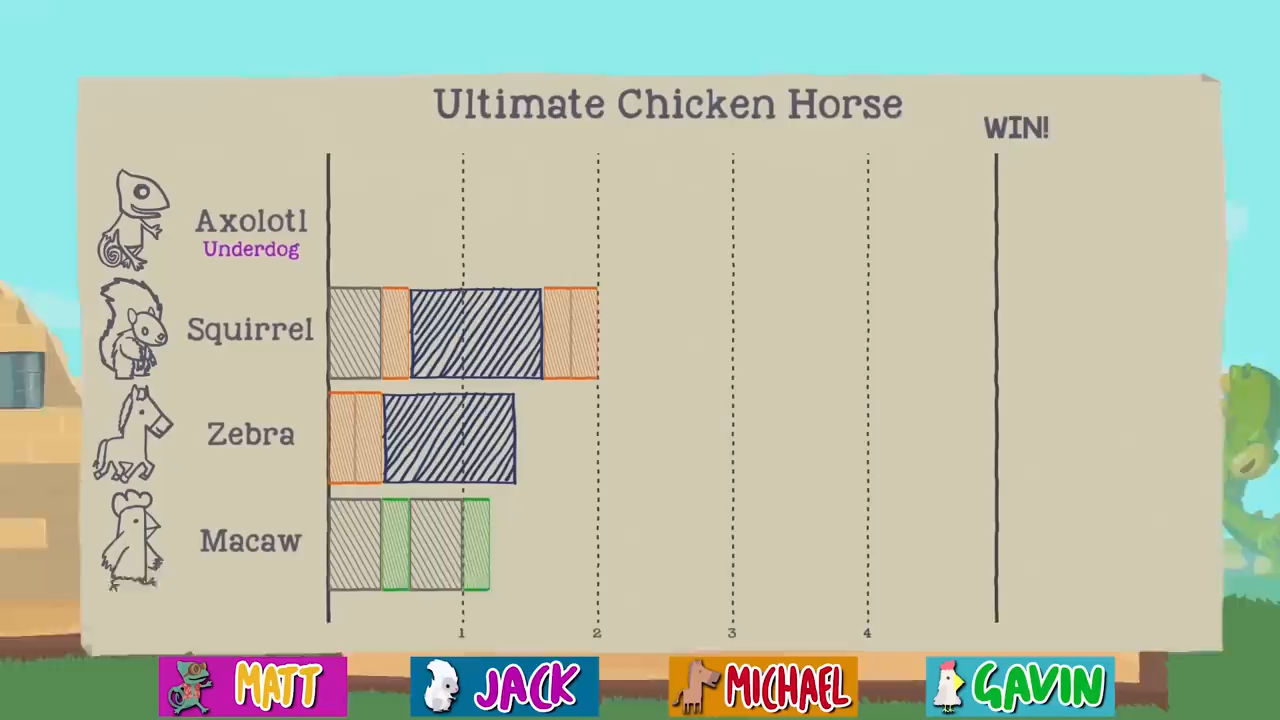 Ultimate Chicken Horse
WIN!
Axolotl
Underdog
Squirrel
Zebra
Macaw
1 2 3 4
MATT JACK MICHAEL GAVIN